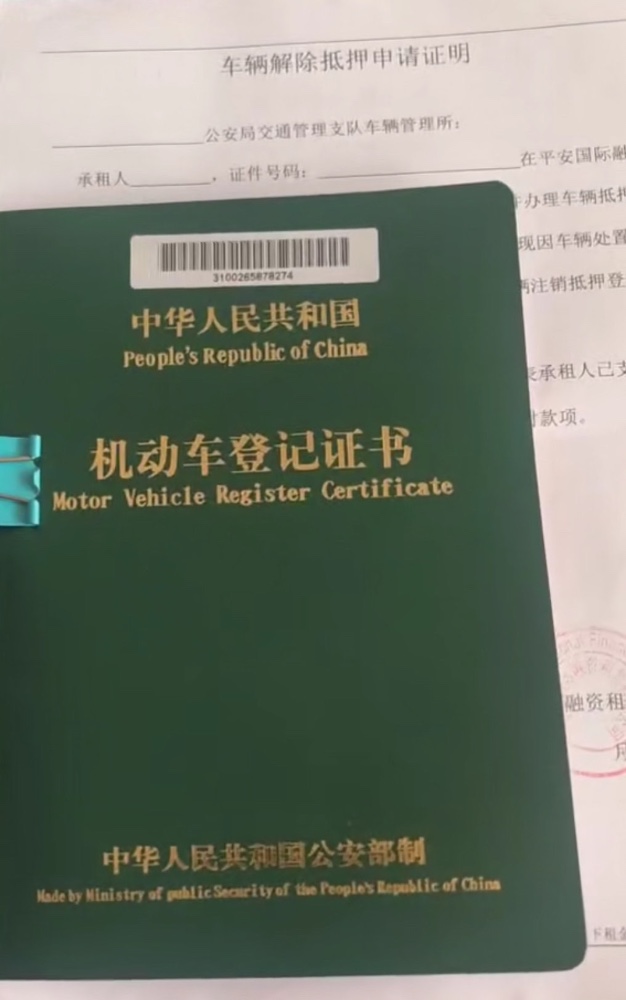 车辆解除抵押申请证明
公安局交通管理支队车辆管理所：
承租人 ，证件号码： 在平安国际融
办理车辆抵押
现因车辆处置
注销抵押登
承租人已支
款项。
3100265878274
中华人民共和国
People's Republic of China
机动车登记证书
Motor Vehicle Register Certificate
融资租
中华人民共和国公安部制
Made by Ministry of public Security of the People's Republic of China
下租金